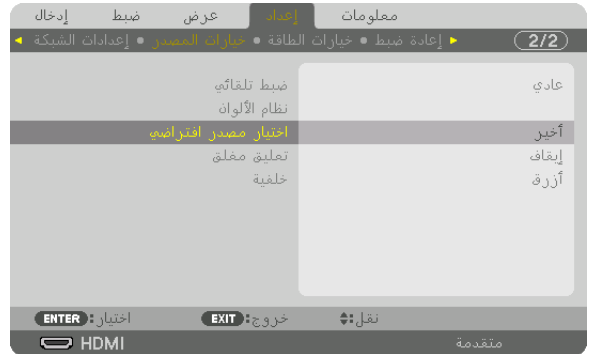 إدخال ضبط عرض إعداد معلومات
إعدادات الشبكة • خيارات المصدر • خيارات الطاقة • إعادة ضبط 2/2
ضبط تلقائي عادي
نظام الألوان
اختيار مصدر افتراضي أخير
تعليق مغلق إيقاف
خلفية أزرق
ENTER :اختيار EXIT :خروج نقل:
HDMI متقدمة